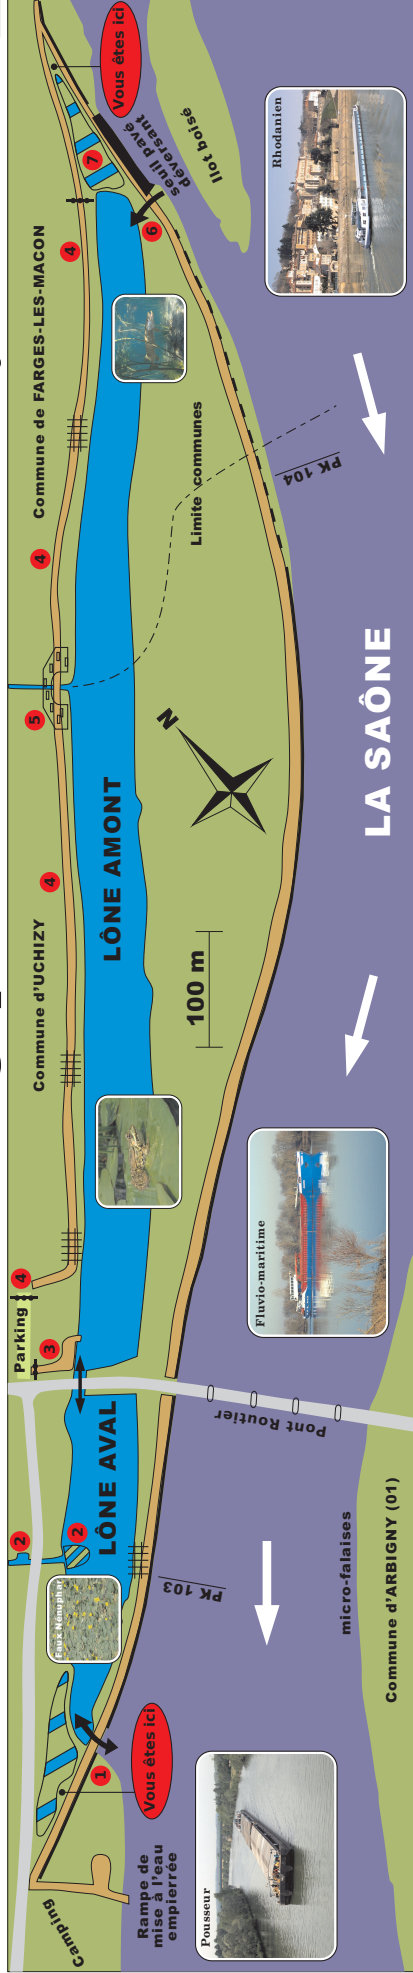 Camping
Rampe de
mise à l'eau
empierrée
Vous êtes ici
1
Pousseur
Faux Nénuphar
2
2
LÔNE AVAL
PK 103
micro-falaises
Commune d'ARBIGNY (01)
Pont Routier
Parking
3
4
Fluvio-maritime
Commune d'UCHIZY
4
LÔNE AMONT
100 m
N
LA SAÔNE
5
4
Limite communes
PK 104
Commune de FARGES-LES-MACON
4
6
7
seuil pavé
déversant
Vous êtes ici
Ilot boisé
Rhodanien